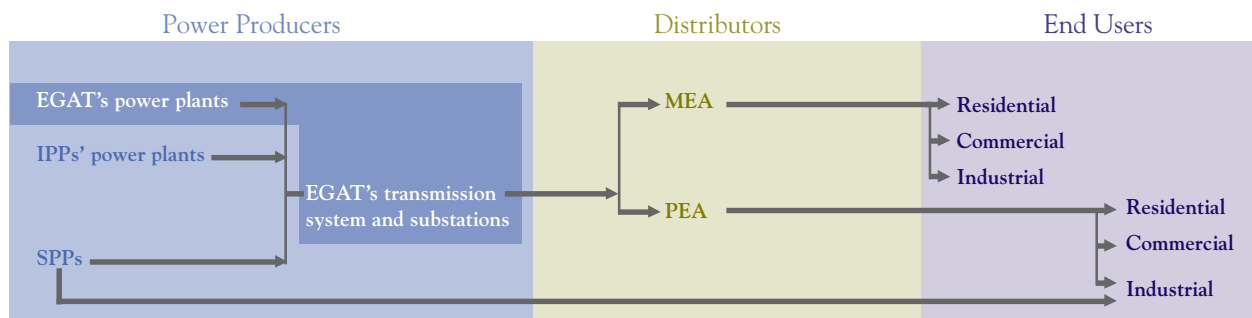 Power Producers
Distributors
End Users
EGAT's power plants
IPPs' power plants
EGAT's transmission
system and substations
SPPs
MEA
PEA
Residential
Commercial
Industrial
Residential
Commercial
Industrial